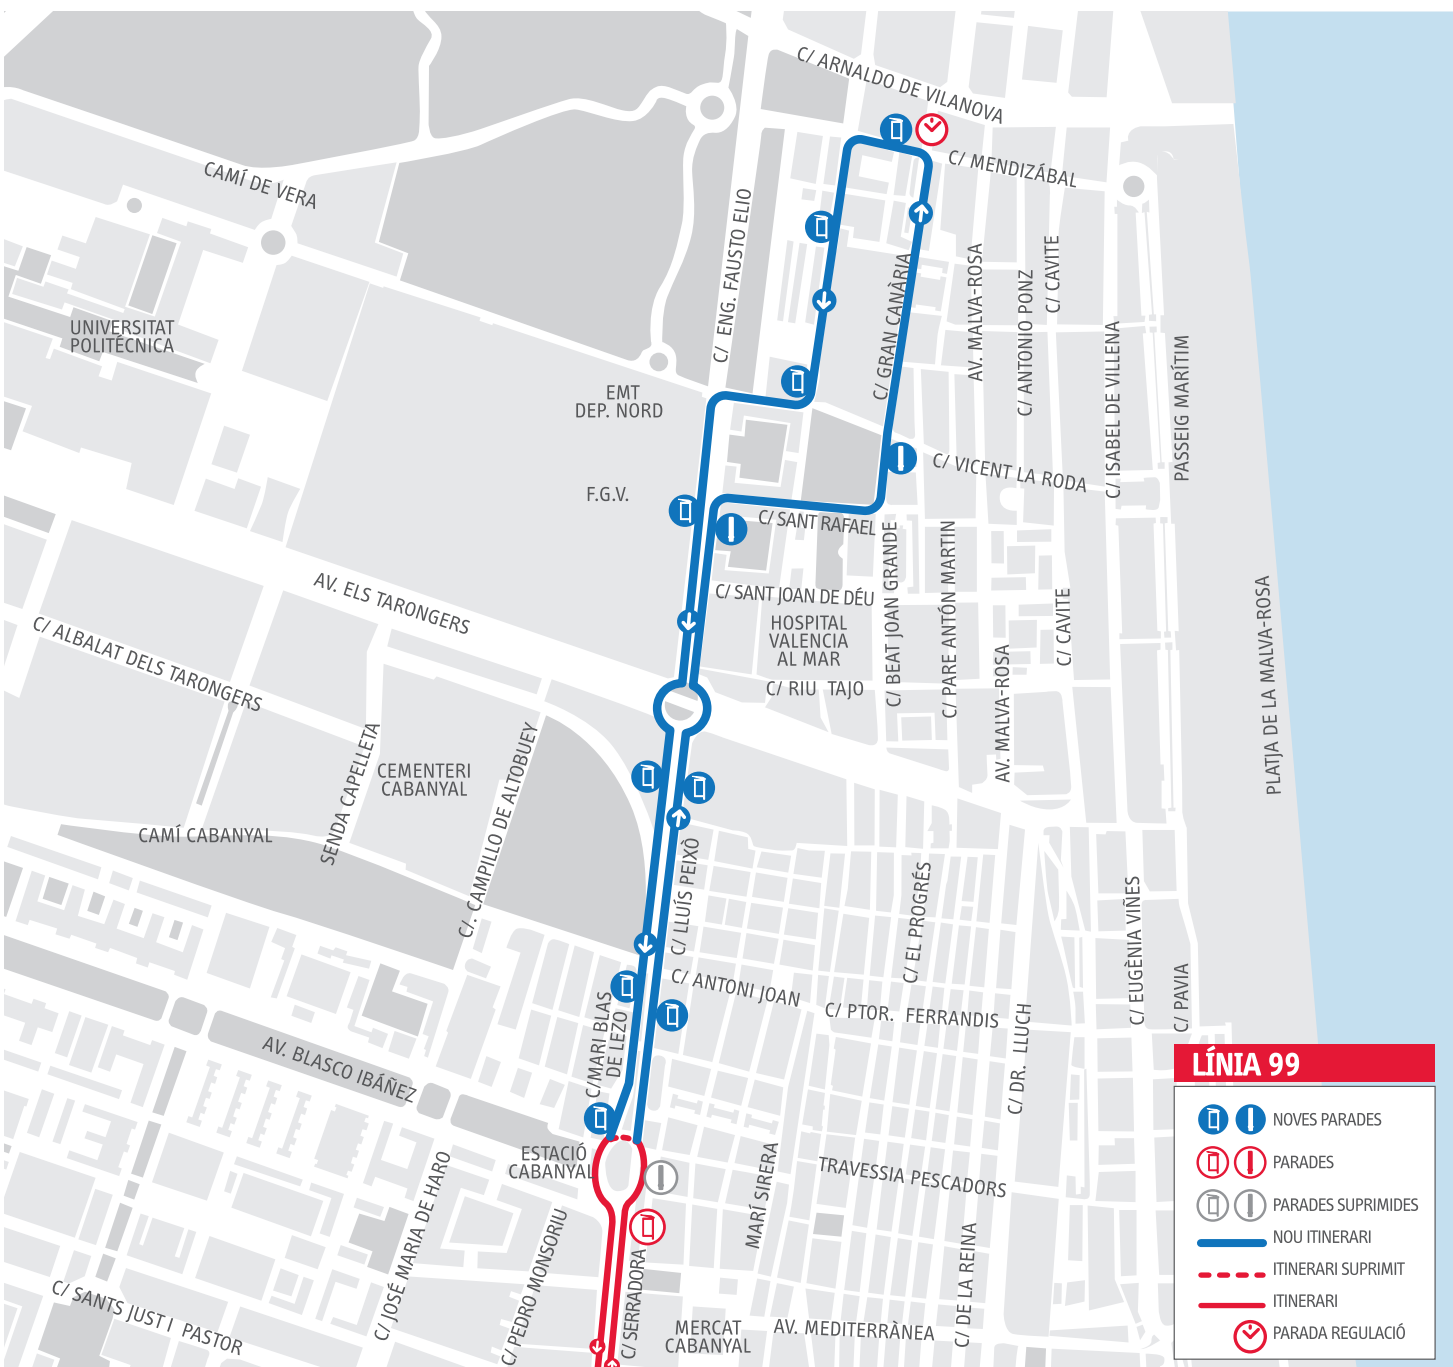 C/ ARNALDO DE VILANOVA
C/ MENDIZÁBAL
CAMÍ DE VERA
C/ ENG. FAUSTO ELIO
C/ GRAN CANÀRIA
AV. MALVA-ROSA
C/ ANTONIO PONZ
C/ CAVITE
C/ ISABEL DE VILLENA
PASSEIG MARÍTIM
UNIVERSITAT
POLITÉCNICA
EMT
DEP. NORD
F.G.V.
C/ VICENT LA RODA
C/ SANT RAFAEL
AV. ELS TARONGERS
C/ SANT JOAN DE DÉU
HOSPITAL
VALENCIA
AL MAR
C/ RIU TAJO
C/ BEAT JOAN GRANDE
C/ PARE ANTÓN MARTIN
AV. MALVA-ROSA
C/ CAVITE
PLATJA DE LA MALVA-ROSA
C/ ALBALAT DELS TARONGERS
SENDA CAPELLETA
CEMENTERI
CABANYAL
C/. CAMPILLO DE ALTOBUEY
CAMÍ CABANYAL
C/ LLUÍS PEIXÒ
C/ EL PROGRÉS
C/ EUGÈNIA VIÑES
C/ PAVIA
C/ ANTONI JOAN
C/ PTOR. FERRANDIS
C/ DR. LLUCH
C/MARI BLAS
DE LEZO
AV. BLASCO IBÁÑEZ
ESTACIÓ
CABANYAL
C/ JOSÉ MARIA DE HARO
C/ PEDRO MONSORIU
C/ SERRADORA
MARÍ SIRERA
TRAVESSIA PESCADORS
C/ DE LA REINA
C/ SANTS JUST I PASTOR
MERCAT
CABANYAL
AV. MEDITERRÀNEA
LÍNIA 99
NOVES PARADES
PARADES
PARADES SUPRIMIDES
NOU ITINERARI
ITINERARI SUPRIMIT
ITINERARI
PARADA REGULACIÓ